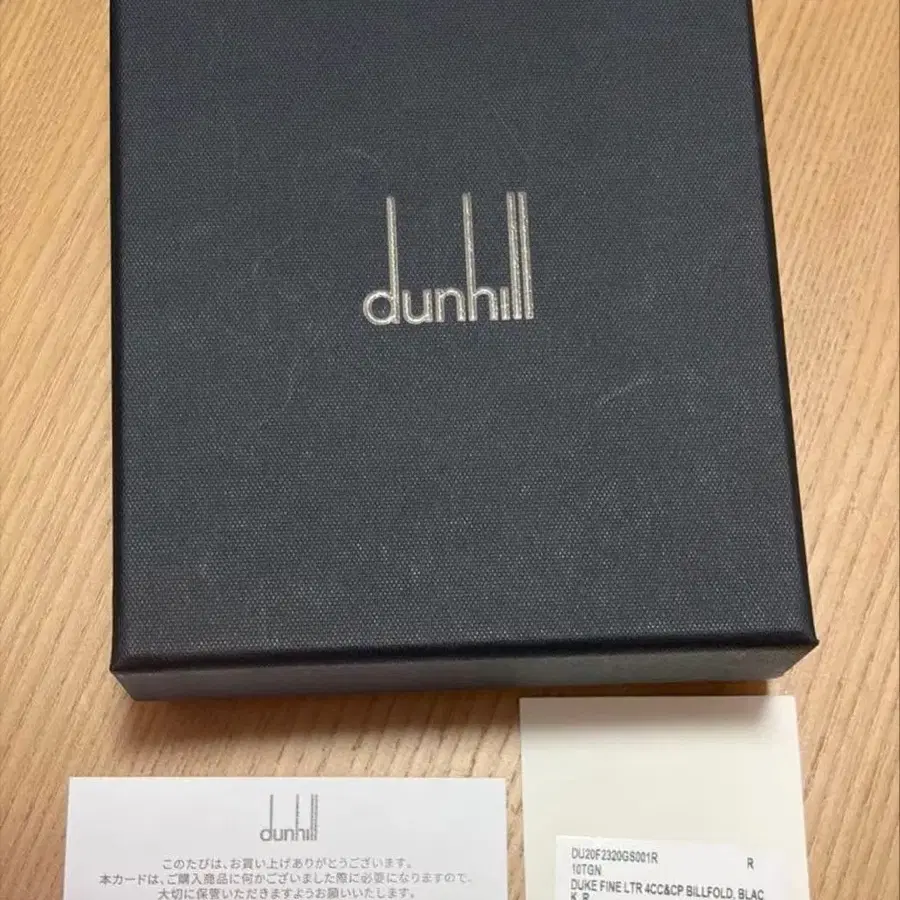 dunhill
dunhill
このたびは、お買い上げありがとうございます。
本カードは、ご購入商品に何かございました際に必要になりますので、
大切に保管いただきますようお願いいたします。
DU20F2320GS001R R
10TGN
DUKE FINE LTR 4CC&CP BILLFOLD, BLAC
K, R